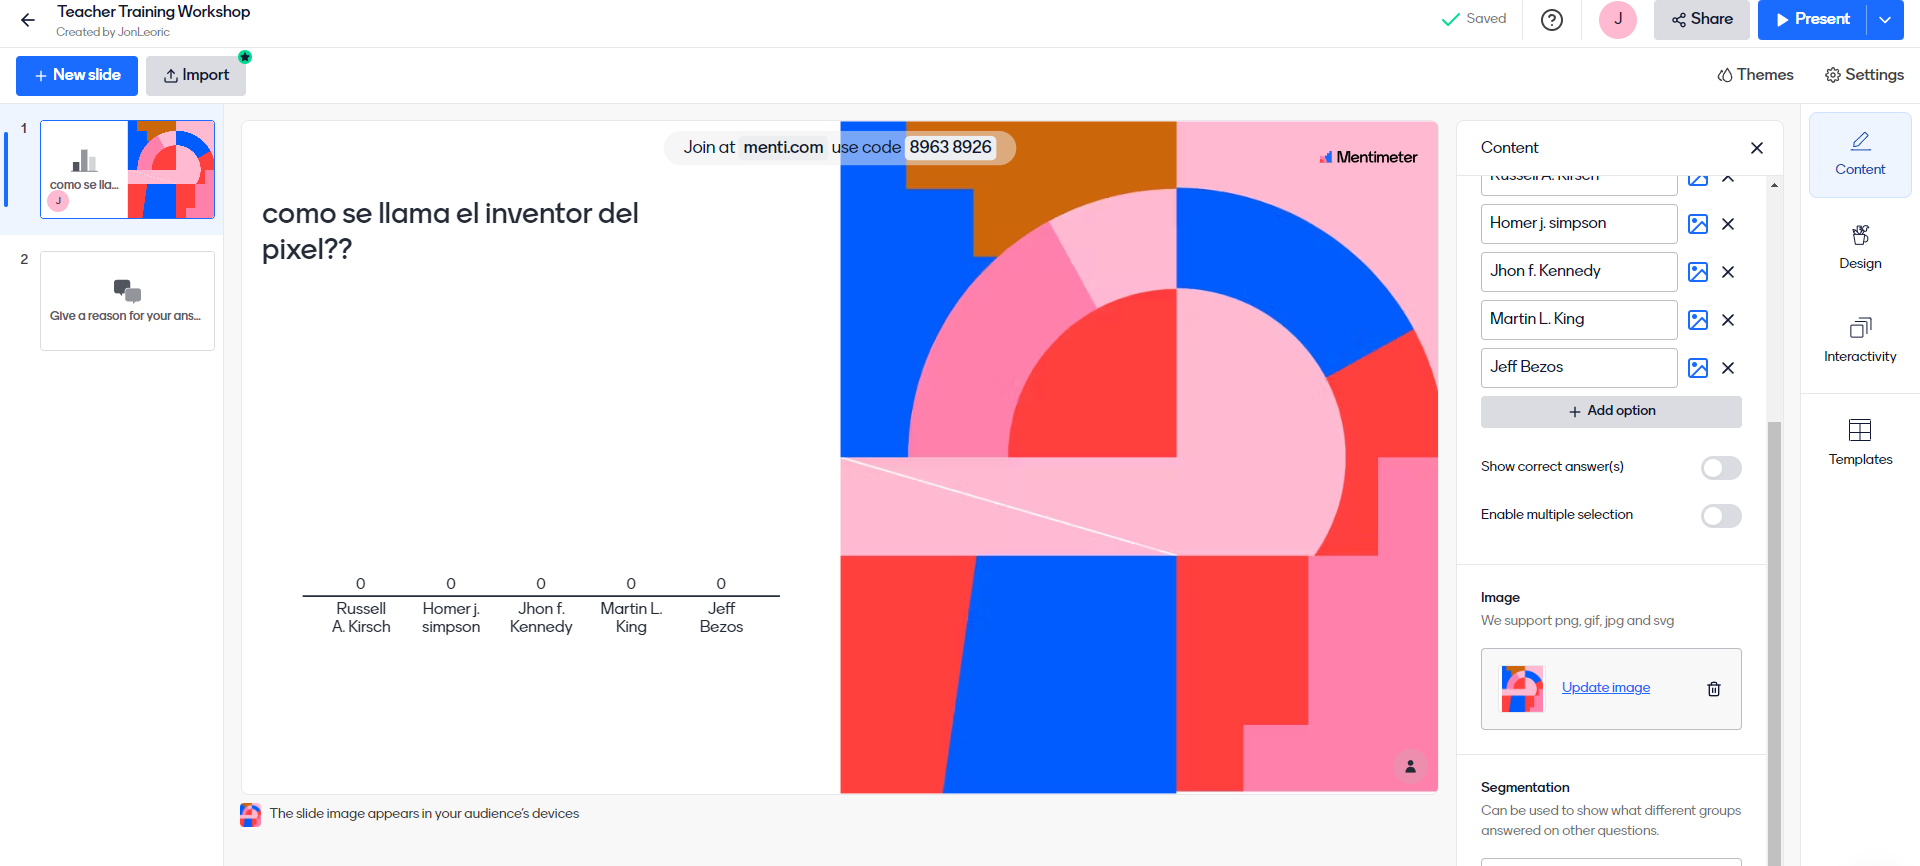 Teacher Training Workshop
Created by JonLeoric
Saved
?
J
Share
Present
+ New slide
Import
Themes
Settings
1
como se lla...
J
2
Give a reason for your ans...
Join at menti.com use code 8963 8926
Mentimeter
como se llama el inventor del
pixel??
0 0 0 0 0
Russell A. Kirsch
Homer j. simpson
Jhon f. Kennedy
Martin L. King
Jeff Bezos
The slide image appears in your audience's devices
Content
Russell A. Kirsch
Homer j. simpson
Jhon f. Kennedy
Martin L. King
Jeff Bezos
+ Add option
Show correct answer(s)
Enable multiple selection
Image
We support png, gif, jpg and svg
Update image
Segmentation
Can be used to show what different groups
answered on other questions.
Content
Design
Interactivity
Templates